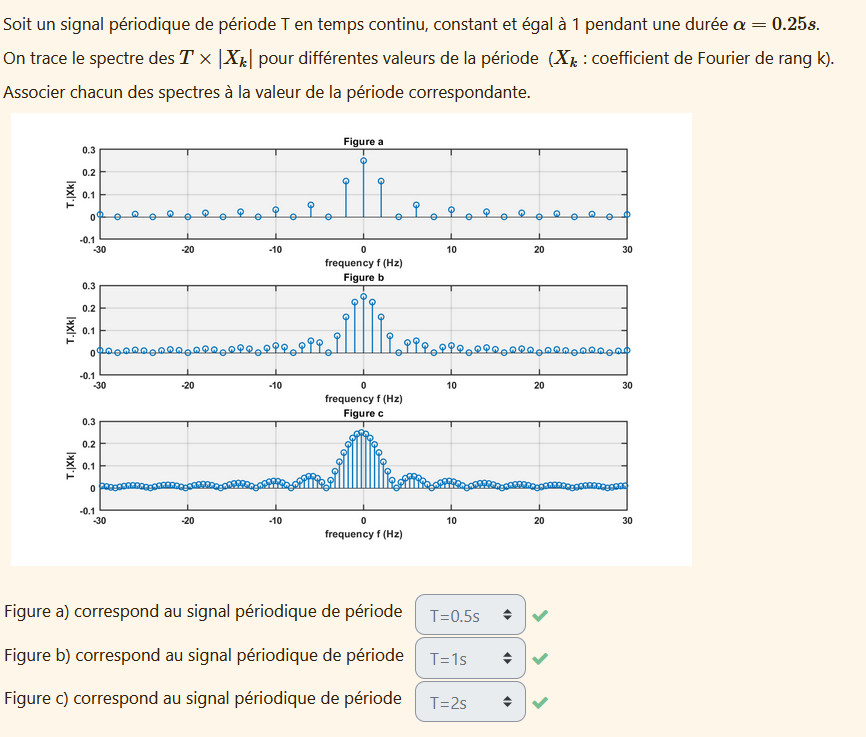 Soit un signal périodique de période T en temps continu, constant et égal à 1 pendant une durée α = 0.25s.
On trace le spectre des T × |Xk| pour différentes valeurs de la période (Xk : coefficient de Fourier de rang k).
Associer chacun des spectres à la valeur de la période correspondante.
Figure a
T.|Xk|
0.3
0.2
0.1
0
-0.1
-30 -20 -10 0 10 20 30
frequency f (Hz)
Figure b
T.|Xk|
0.3
0.2
0.1
0
-0.1
-30 -20 -10 0 10 20 30
frequency f (Hz)
Figure c
T.|Xk|
0.3
0.2
0.1
0
-0.1
-30 -20 -10 0 10 20 30
frequency f (Hz)
Figure a) correspond au signal périodique de période T=0.5s
Figure b) correspond au signal périodique de période T=1s
Figure c) correspond au signal périodique de période T=2s